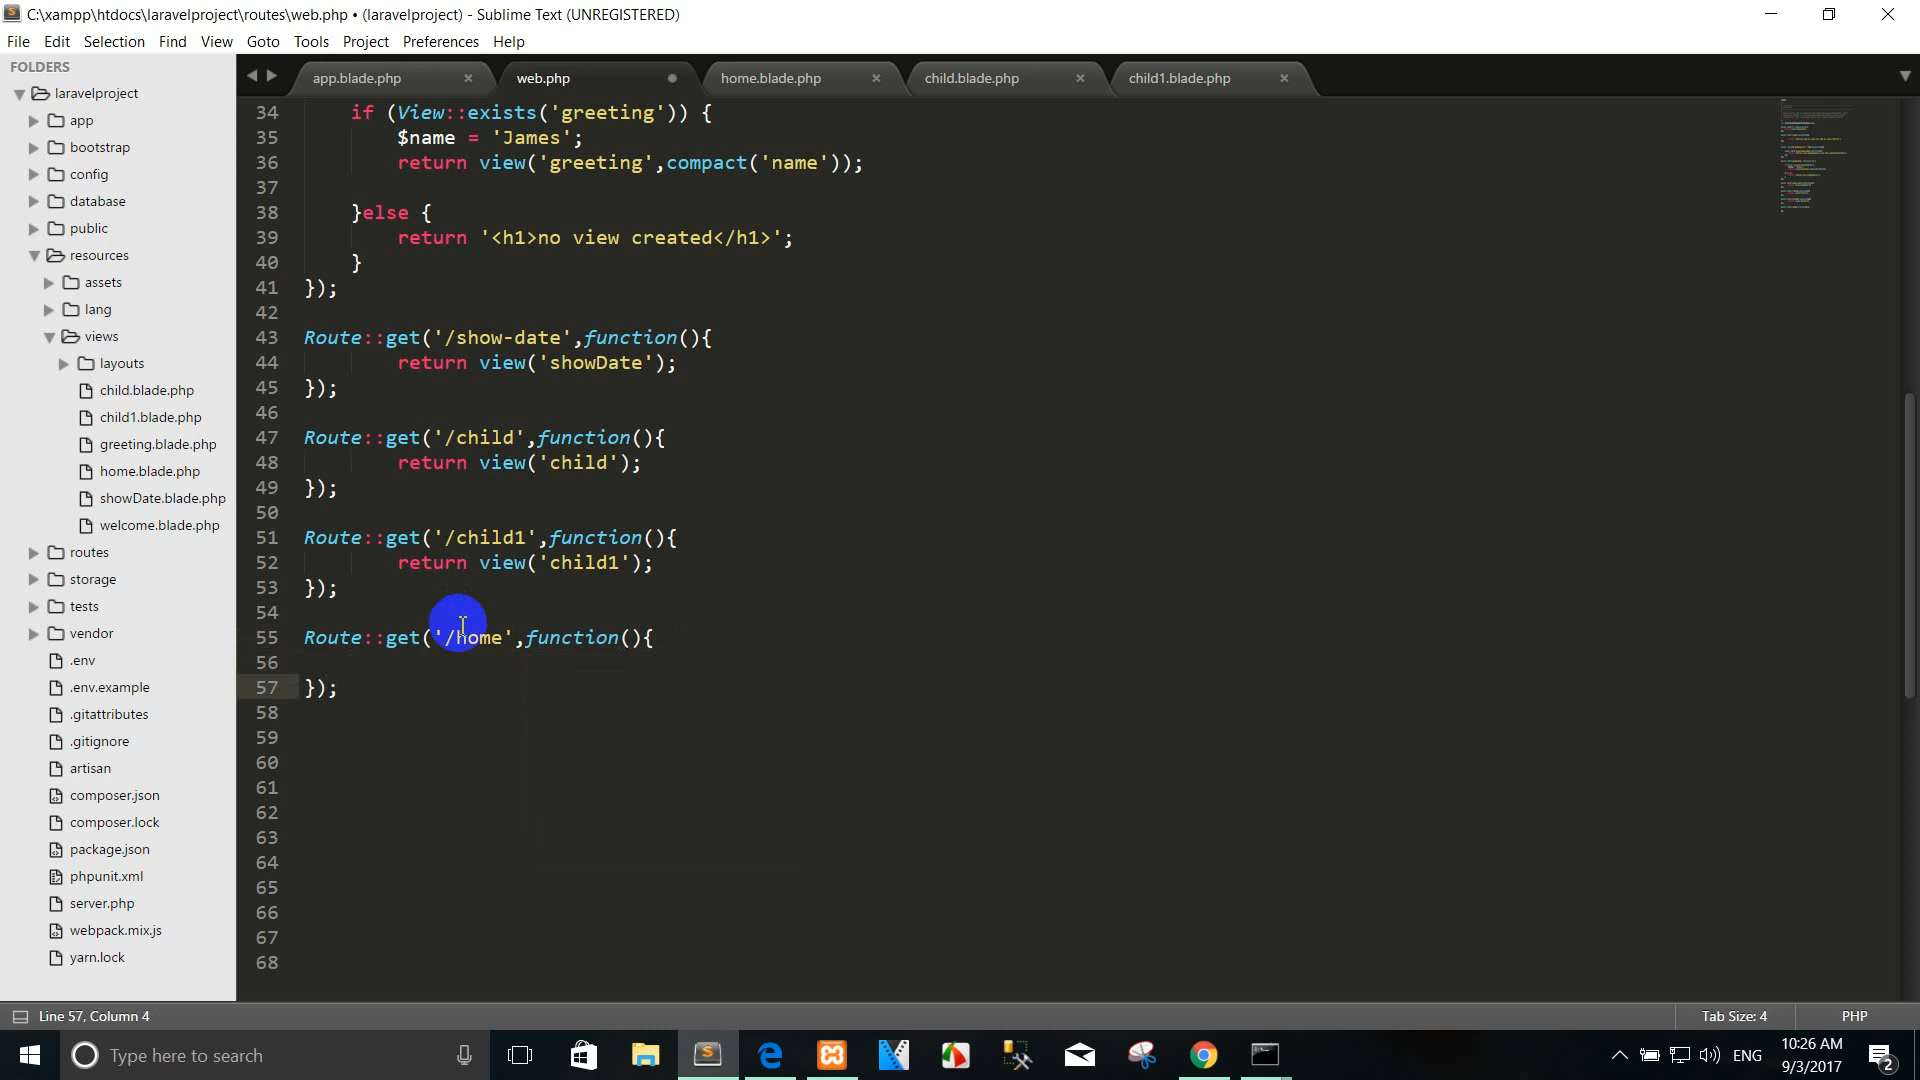 C:\xampp\htdocs\laravelproject\routes\web.php • (laravelproject) - Sublime Text (UNREGISTERED)
File Edit Selection Find View Goto Tools Project Preferences Help
FOLDERS
laravelproject
app
bootstrap
config
database
public
resources
assets
lang
views
layouts
child.blade.php
child1.blade.php
greeting.blade.php
home.blade.php
showDate.blade.php
welcome.blade.php
routes
storage
tests
vendor
.env
.env.example
.gitattributes
.gitignore
artisan
composer.json
composer.lock
package.json
phpunit.xml
server.php
webpack.mix.js
yarn.lock
app.blade.php web.php home.blade.php child.blade.php child1.blade.php
34 if (View::exists('greeting')) {
35 $name = 'James';
36 return view('greeting',compact('name'));
37
38 }else {
39 return '<h1>no view created</h1>';
40 }
41 });
42
43 Route::get('/show-date',function(){
44 return view('showDate');
45 });
46
47 Route::get('/child',function(){
48 return view('child');
49 });
50
51 Route::get('/child1',function(){
52 return view('child1');
53 });
54
55 Route::get('/home',function(){
56
57 });
58
59
60
61
62
63
64
65
66
67
68
Line 57, Column 4 Tab Size: 4 PHP
Type here to search ENG 10:26 AM
9/3/2017 2